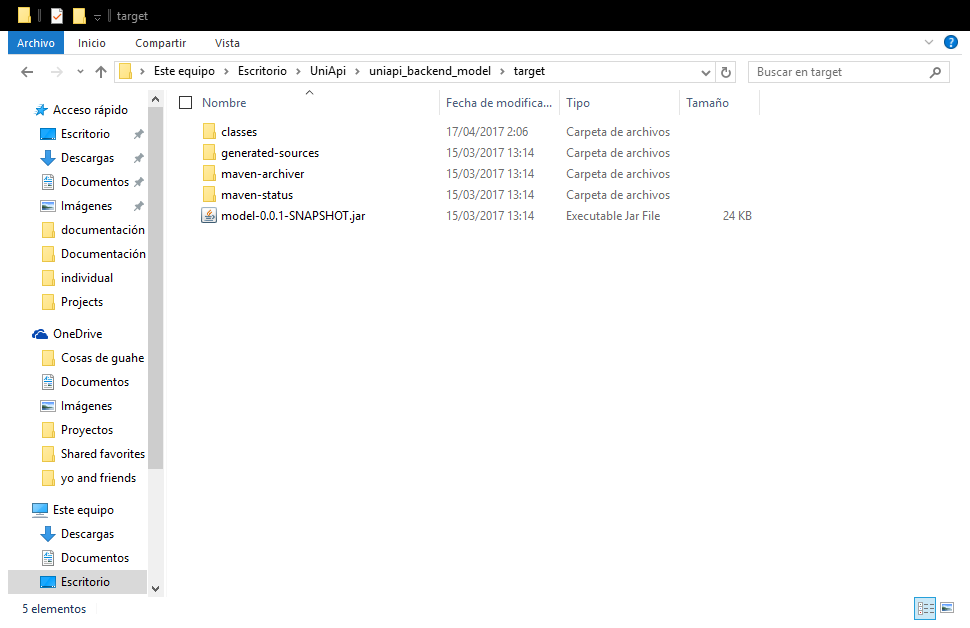 target
Archivo Inicio Compartir Vista
Este equipo Escritorio UniApi uniapi_backend_model target
Buscar en target
Acceso rápido
Escritorio
Descargas
Documentos
Imágenes
documentación
Documentación
individual
Projects
OneDrive
Cosas de guahe
Documentos
Imágenes
Proyectos
Shared favorites
yo and friends
Este equipo
Descargas
Documentos
Escritorio
Nombre Fecha de modifica... Tipo Tamaño
classes 17/04/2017 2:06 Carpeta de archivos
generated-sources 15/03/2017 13:14 Carpeta de archivos
maven-archiver 15/03/2017 13:14 Carpeta de archivos
maven-status 15/03/2017 13:14 Carpeta de archivos
model-0.0.1-SNAPSHOT.jar 15/03/2017 13:14 Executable Jar File 24 KB
5 elementos